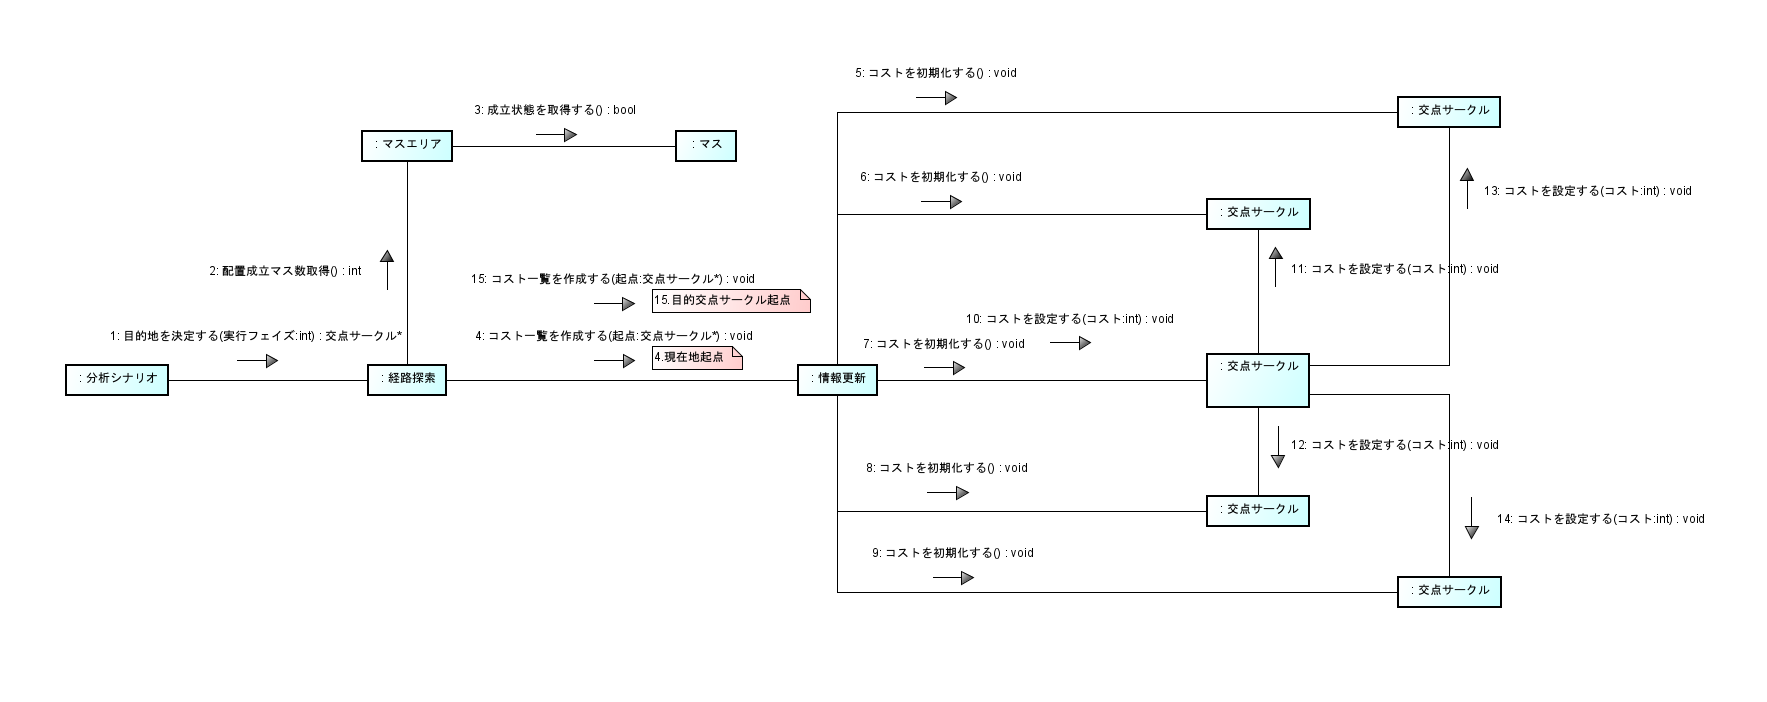 5: コストを初期化する() : void
3: 成立状態を取得する() : bool
: 交点サークル
: マスエリア
: マス
6: コストを初期化する() : void
13: コストを設定する(コスト:int) : void
: 交点サークル
2: 配置成立マス数取得() : int
11: コストを設定する(コスト:int) : void
15: コスト一覧を作成する(起点:交点サークル*) : void
15.目的交点サークル起点
10: コストを設定する(コスト:int) : void
1: 目的地を決定する(実行フェイズ:int) : 交点サークル*
4: コスト一覧を作成する(起点:交点サークル*) : void
7: コストを初期化する() : void
4.現在地起点
: 分析シナリオ
: 経路探索
: 情報更新
: 交点サークル
12: コストを設定する(コスト:int) : void
8: コストを初期化する() : void
: 交点サークル
14: コストを設定する(コスト:int) : void
9: コストを初期化する() : void
: 交点サークル